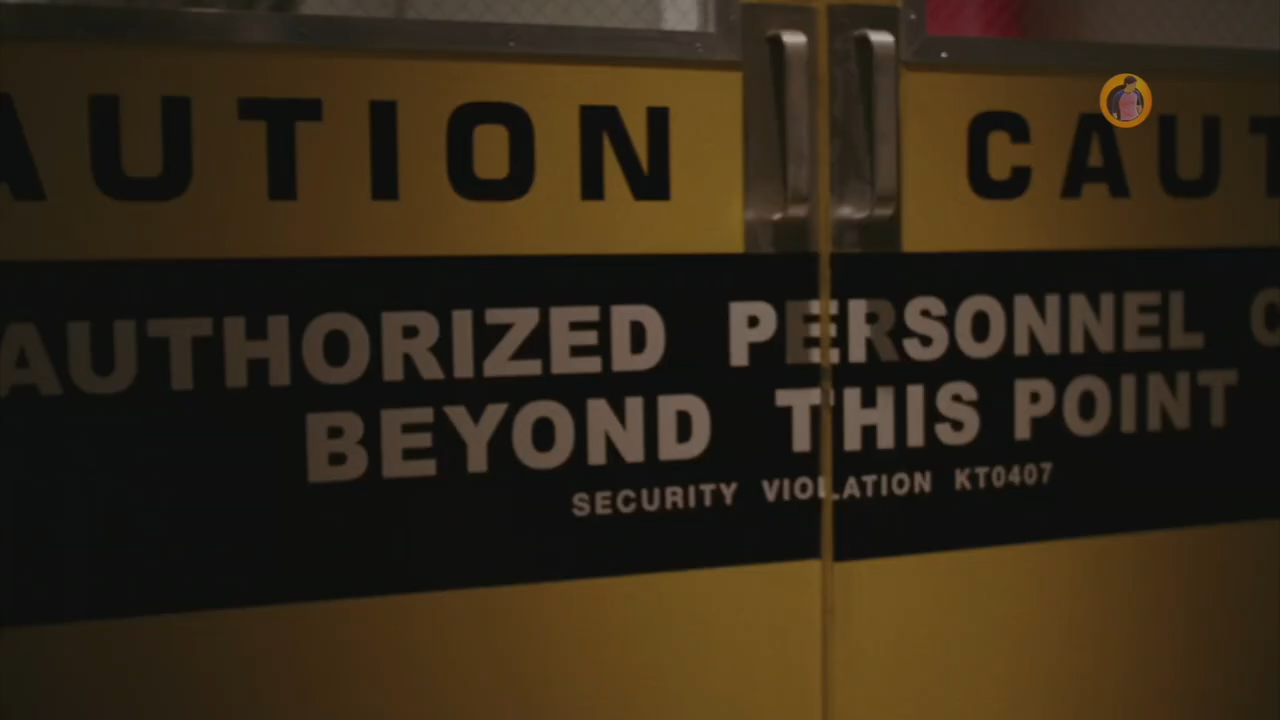 AUTION CAUT
AUTHORIZED PERSONNEL
BEYOND THIS POINT
SECURITY VIOLATION KT0407